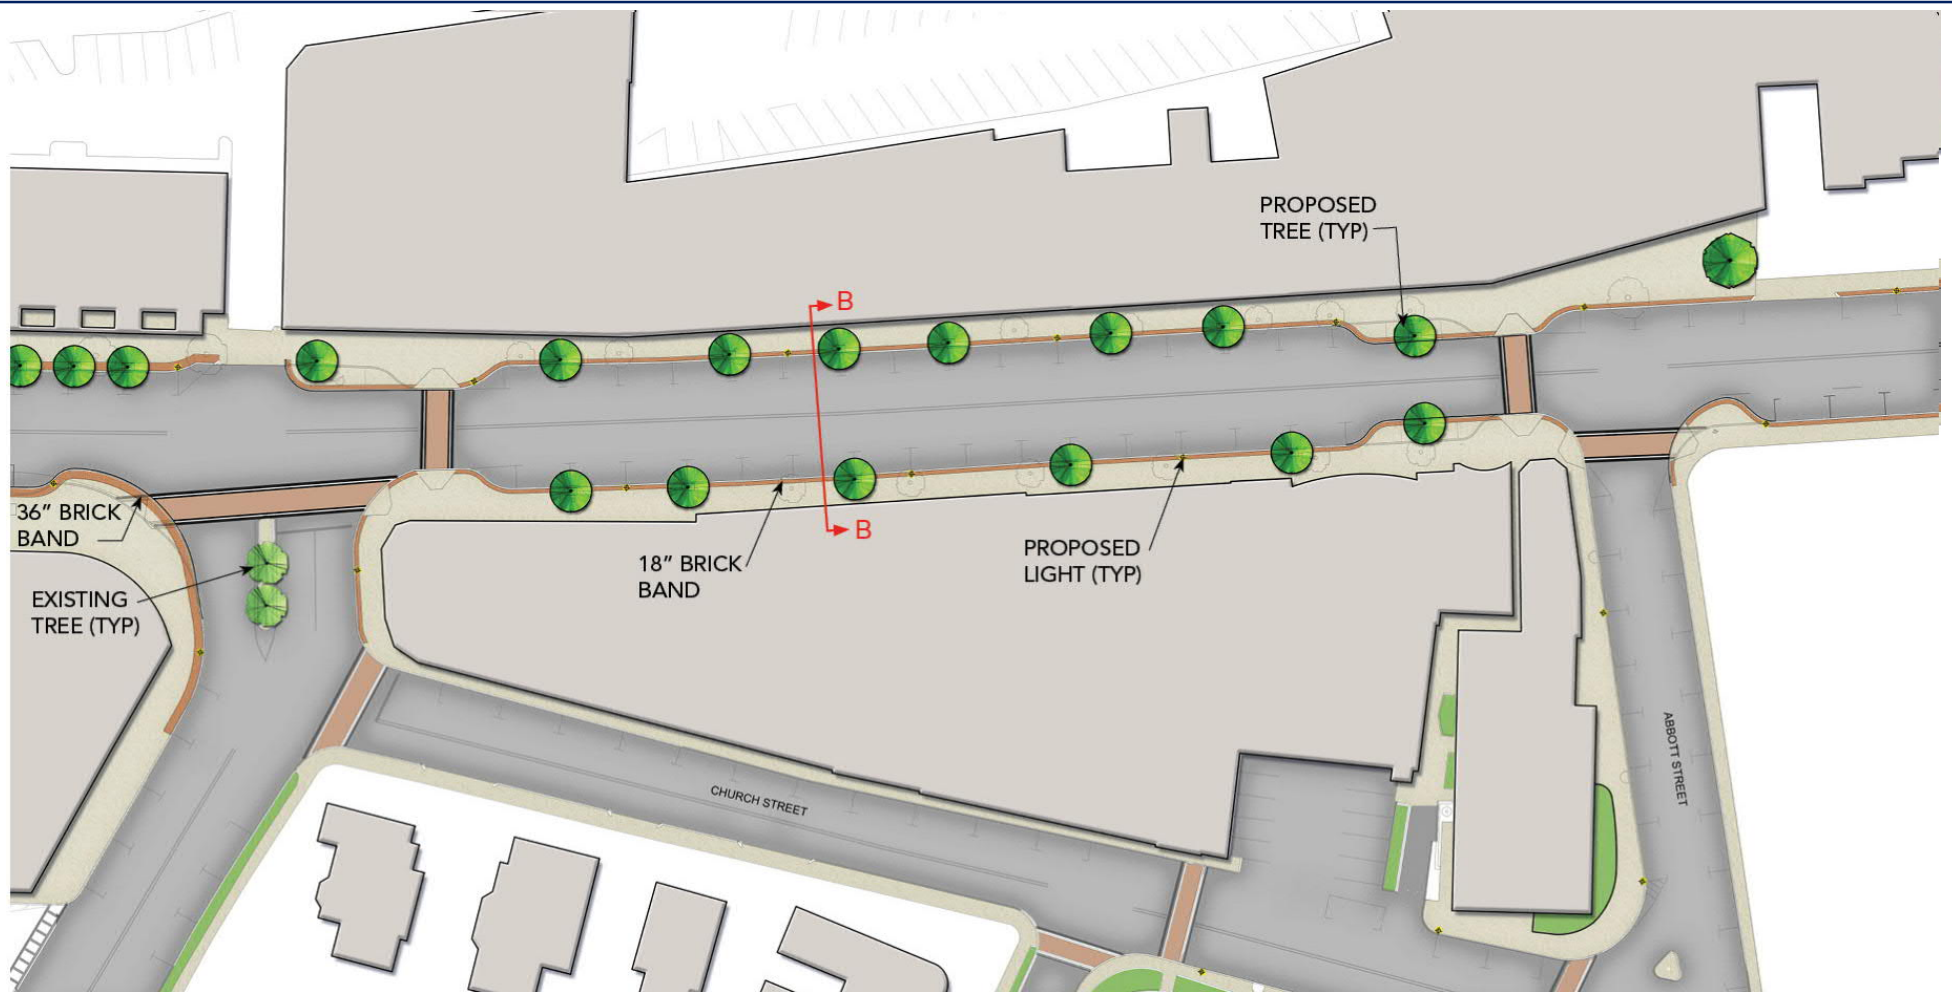 PROPOSED
TREE (TYP)
B
36” BRICK
BAND
B
18” BRICK
BAND
PROPOSED
LIGHT (TYP)
EXISTING
TREE (TYP)
CHURCH STREET
ABBOTT STREET